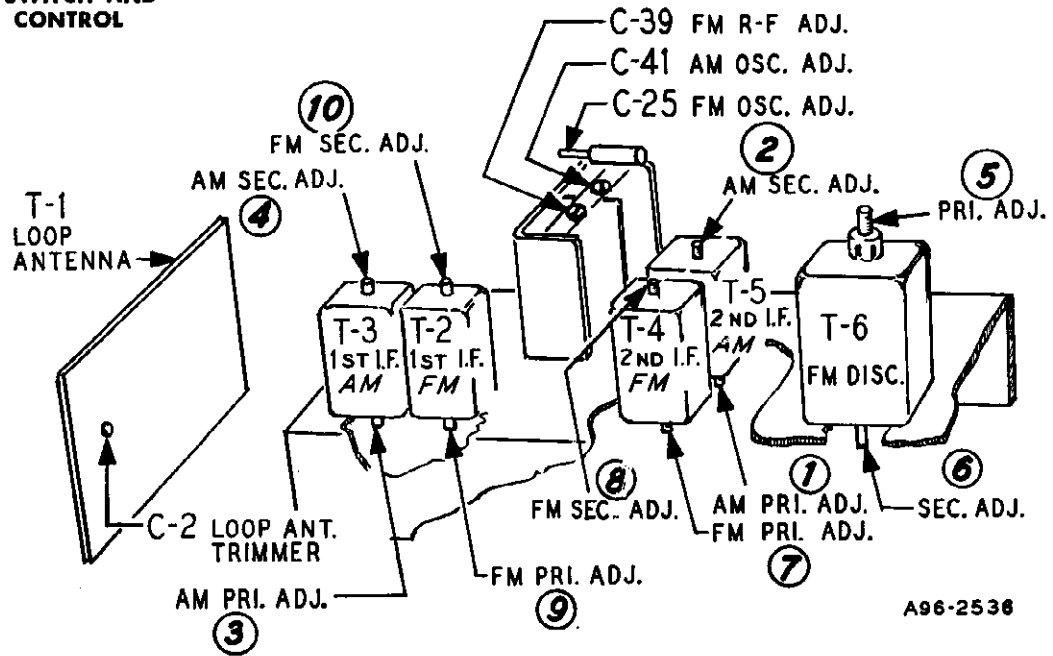 SWITCH AND
CONTROL
C-39 FM R-F ADJ.
C-41 AM OSC. ADJ.
C-25 FM OSC. ADJ.
10
FM SEC. ADJ.
2
AM SEC. ADJ.
AM SEC. ADJ.
4
5
PRI. ADJ.
T-1
LOOP
ANTENNA
T-3
1ST I.F.
AM
T-2
1ST I.F.
FM
T-4
2ND I.F.
FM
T-5
2ND I.F.
AM
T-6
FM DISC.
C-2 LOOP ANT.
TRIMMER
8
FM SEC. ADJ.
1
AM PRI. ADJ.
FM PRI. ADJ.
7
6
SEC. ADJ.
AM PRI. ADJ.
3
FM PRI. ADJ.
9
A96-2536